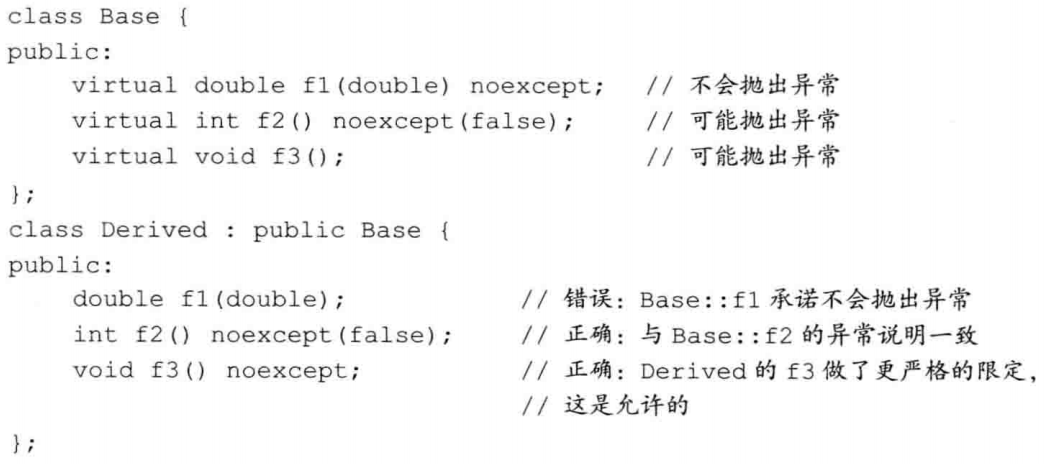 class Base {
public:
    virtual double f1(double) noexcept;   // 不会抛出异常
    virtual int f2() noexcept(false);     // 可能抛出异常
    virtual void f3();                    // 可能抛出异常
};
class Derived : public Base {
public:
    double f1(double);            // 错误：Base::f1 承诺不会抛出异常
    int f2() noexcept(false);     // 正确：与 Base::f2 的异常说明一致
    void f3() noexcept;           // 正确：Derived 的 f3 做了更严格的限定，
                                  // 这是允许的
};